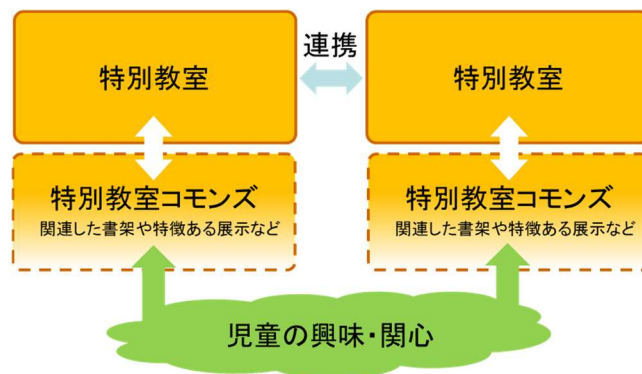 連携
特別教室
特別教室
特別教室コモンズ
関連した書架や特徴ある展示など
特別教室コモンズ
関連した書架や特徴ある展示など
児童の興味・関心